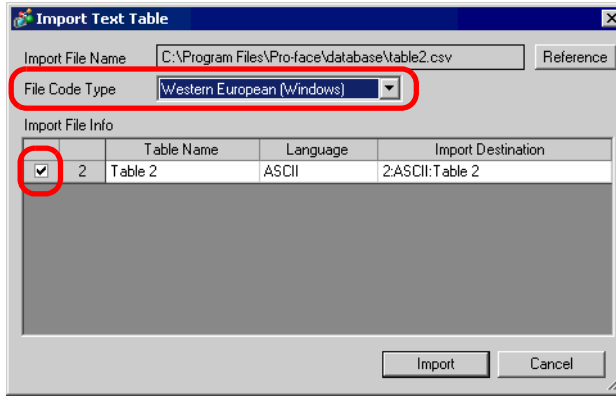 Import Text Table
Import File Name C:\Program Files\Pro-face\database\table2.csv Reference
File Code Type Western European (Windows)
Import File Info
Table Name Language Import Destination
2 Table 2 ASCII 2:ASCII:Table 2
Import Cancel